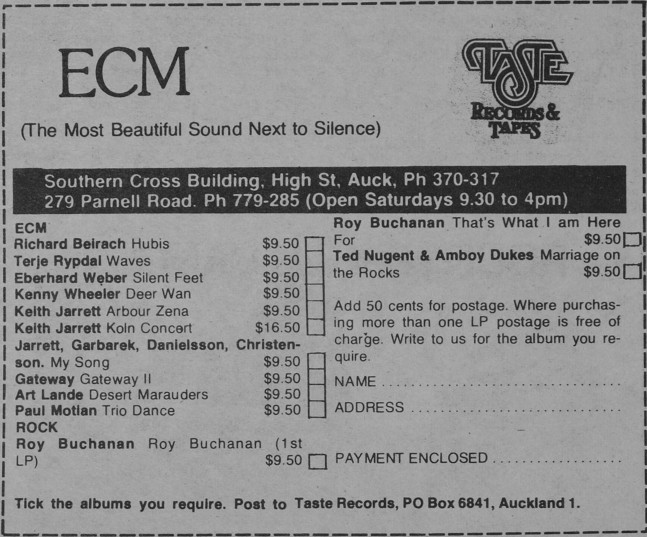 ECM
TASTE
RECORDS &
TAPES
(The Most Beautiful Sound Next to Silence)
Southern Cross Building, High St, Auck, Ph 370-317
279 Parnell Road. Ph 779-285 (Open Saturdays 9.30 to 4pm)
ECM
Richard Beirach Hubis $9.50
Terje Rypdal Waves $9.50
Eberhard Weber Silent Feet $9.50
Kenny Wheeler Deer Wan $9.50
Keith Jarrett Arbour Zena $9.50
Keith Jarrett Koln Concert $16.50
Jarrett, Garbarek, Danielsson, Christen-
son. My Song $9.50
Gateway Gateway II $9.50
Art Lande Desert Marauders $9.50
Paul Motian Trio Dance $9.50
ROCK
Roy Buchanan Roy Buchanan (1st
LP) $9.50
Roy Buchanan That's What I am Here
For $9.50
Ted Nugent & Amboy Dukes Marriage on
the Rocks $9.50
Add 50 cents for postage. Where purchas-
ing more than one LP postage is free of
charge. Write to us for the album you re-
quire.
NAME
ADDRESS
PAYMENT ENCLOSED
Tick the albums you require. Post to Taste Records, PO Box 6841, Auckland 1.